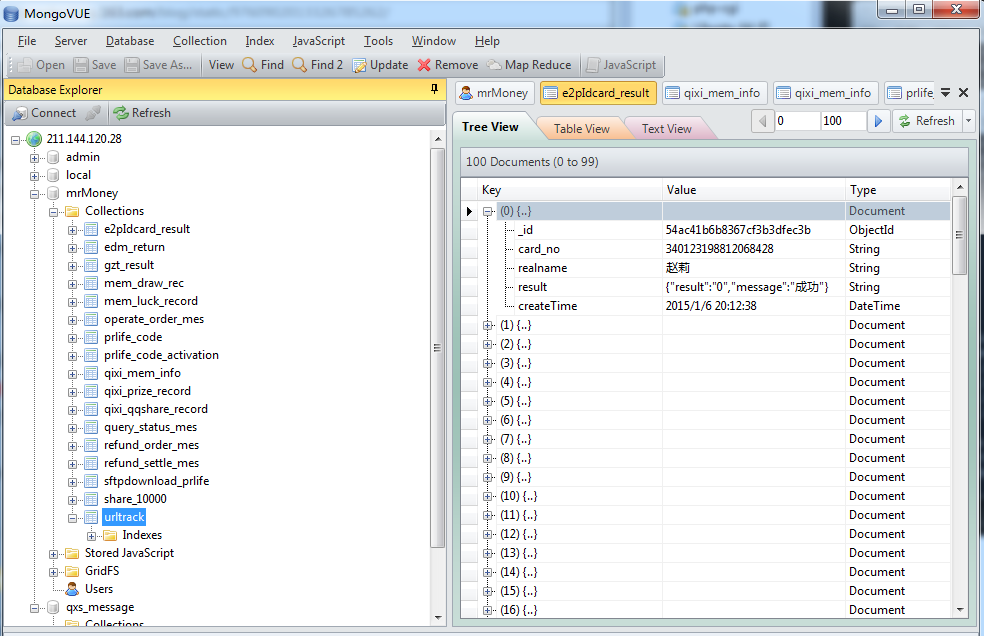 MongoVUE
File Server Database Collection Index JavaScript Tools Window Help
Open Save Save As... View Find Find 2 Update Remove Map Reduce JavaScript
Database Explorer
Connect Refresh
211.144.120.28
admin
local
mrMoney
Collections
e2pIdcard_result
edm_return
gzt_result
mem_draw_rec
mem_luck_record
operate_order_mes
prlife_code
prlife_code_activation
qixi_mem_info
qixi_prize_record
qixi_qqshare_record
query_status_mes
refund_order_mes
refund_settle_mes
sftpdownload_prlife
share_10000
urltrack
Indexes
Stored JavaScript
GridFS
Users
qxs_message
Collections
mrMoney e2pIdcard_result qixi_mem_info qixi_mem_info prlife_
Tree View Table View Text View 0 100 Refresh
100 Documents (0 to 99)
Key Value Type
(0) {..} Document
_id 54ac41b6b8367cf3b3dfec3b ObjectId
card_no 340123198812068428 String
realname 赵莉 String
result {"result":"0","message":"成功"} String
createTime 2015/1/6 20:12:38 DateTime
(1) {..} Document
(2) {..} Document
(3) {..} Document
(4) {..} Document
(5) {..} Document
(6) {..} Document
(7) {..} Document
(8) {..} Document
(9) {..} Document
(10) {..} Document
(11) {..} Document
(12) {..} Document
(13) {..} Document
(14) {..} Document
(15) {..} Document
(16) {..} Document